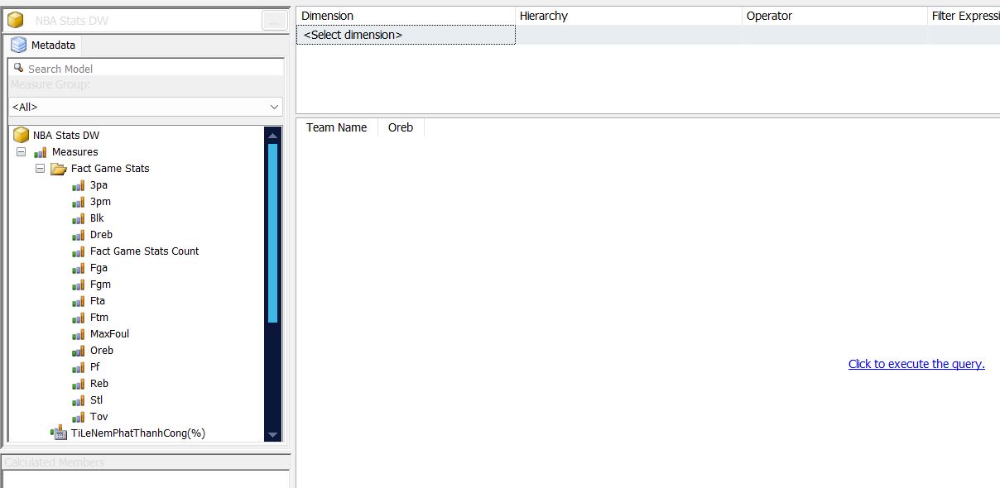 NBA Stats DW
...
Metadata
Search Model
Measure Group:
<All>
NBA Stats DW
Measures
Fact Game Stats
3pa
3pm
Blk
Dreb
Fact Game Stats Count
Fga
Fgm
Fta
Ftm
MaxFoul
Oreb
Pf
Reb
Stl
Tov
TiLeNemPhatThanhCong(%)
Calculated Members
Dimension Hierarchy Operator Filter Expressi
<Select dimension>
Team Name Oreb
Click to execute the query.